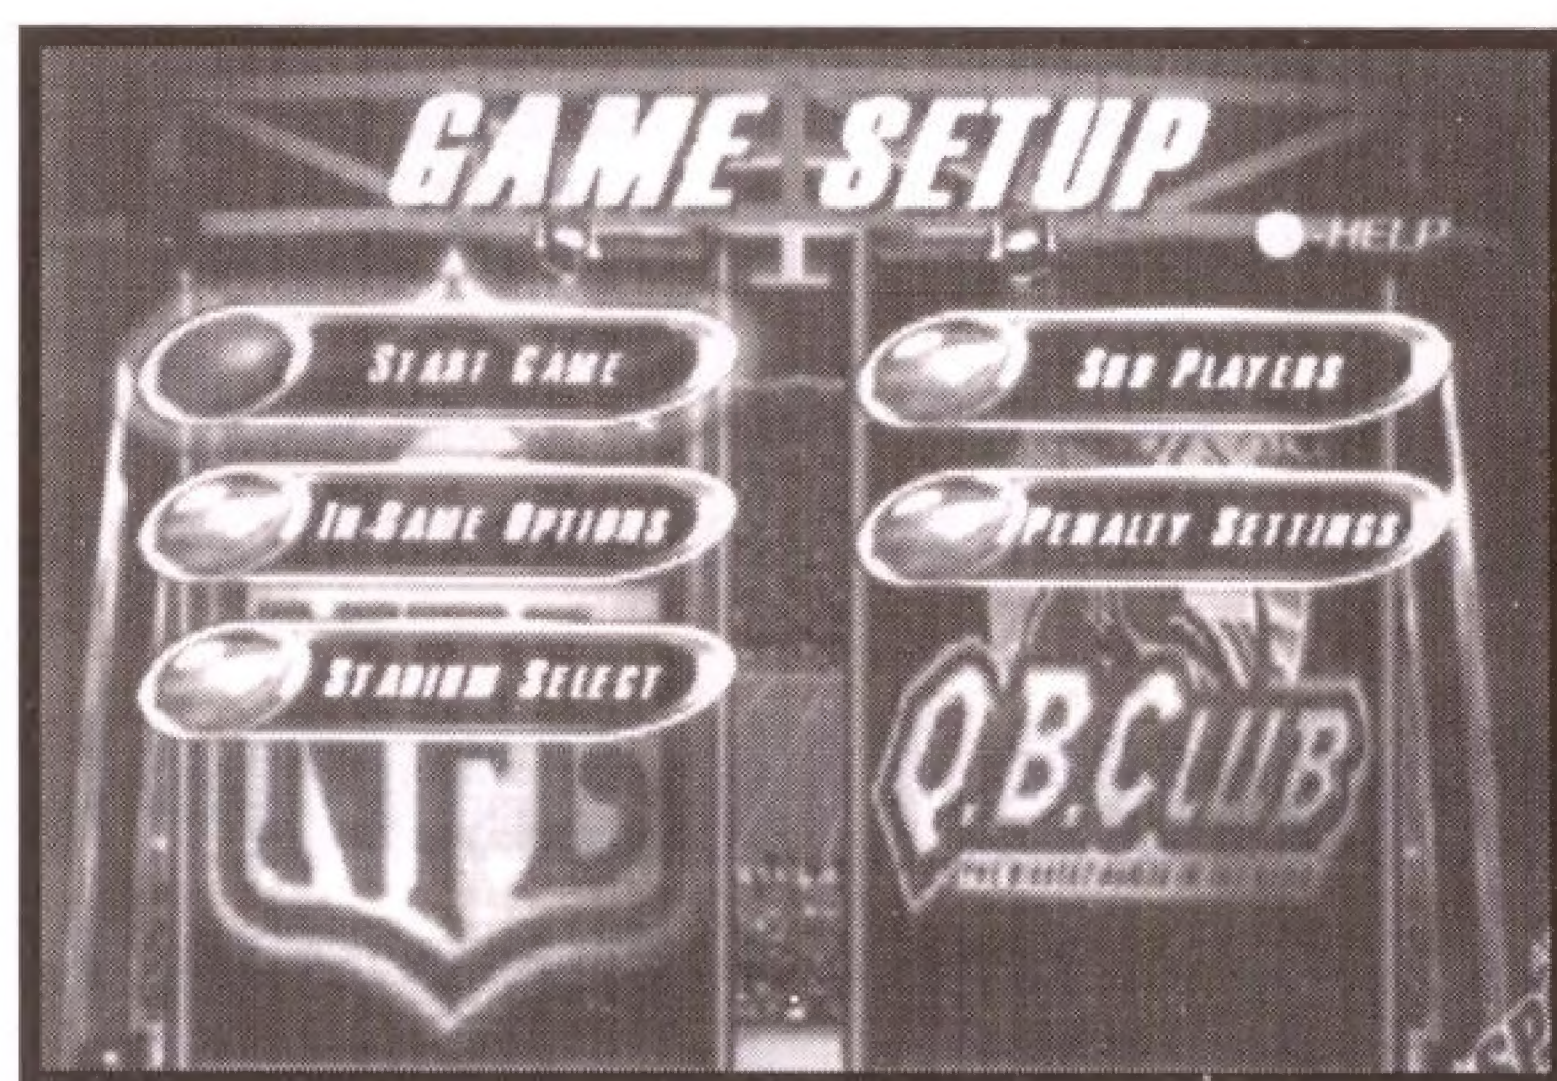 GAME SETUP
HELP
START GAME
SUB PLAYERS
IN-GAME OPTIONS
PENALTY SETTINGS
STADIUM SELECT
NFL
Q.B.CLUB